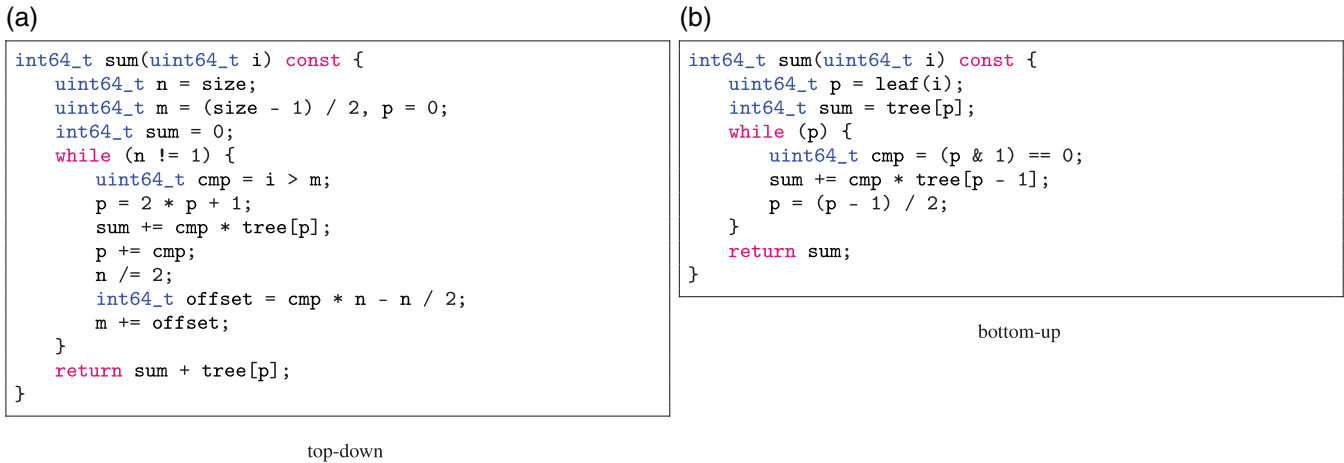 (a)
int64_t sum(uint64_t i) const {
    uint64_t n = size;
    uint64_t m = (size - 1) / 2, p = 0;
    int64_t sum = 0;
    while (n != 1) {
        uint64_t cmp = i > m;
        p = 2 * p + 1;
        sum += cmp * tree[p];
        p += cmp;
        n /= 2;
        int64_t offset = cmp * n - n / 2;
        m += offset;
    }
    return sum + tree[p];
}
top-down
(b)
int64_t sum(uint64_t i) const {
    uint64_t p = leaf(i);
    int64_t sum = tree[p];
    while (p) {
        uint64_t cmp = (p & 1) == 0;
        sum += cmp * tree[p - 1];
        p = (p - 1) / 2;
    }
    return sum;
}
bottom-up